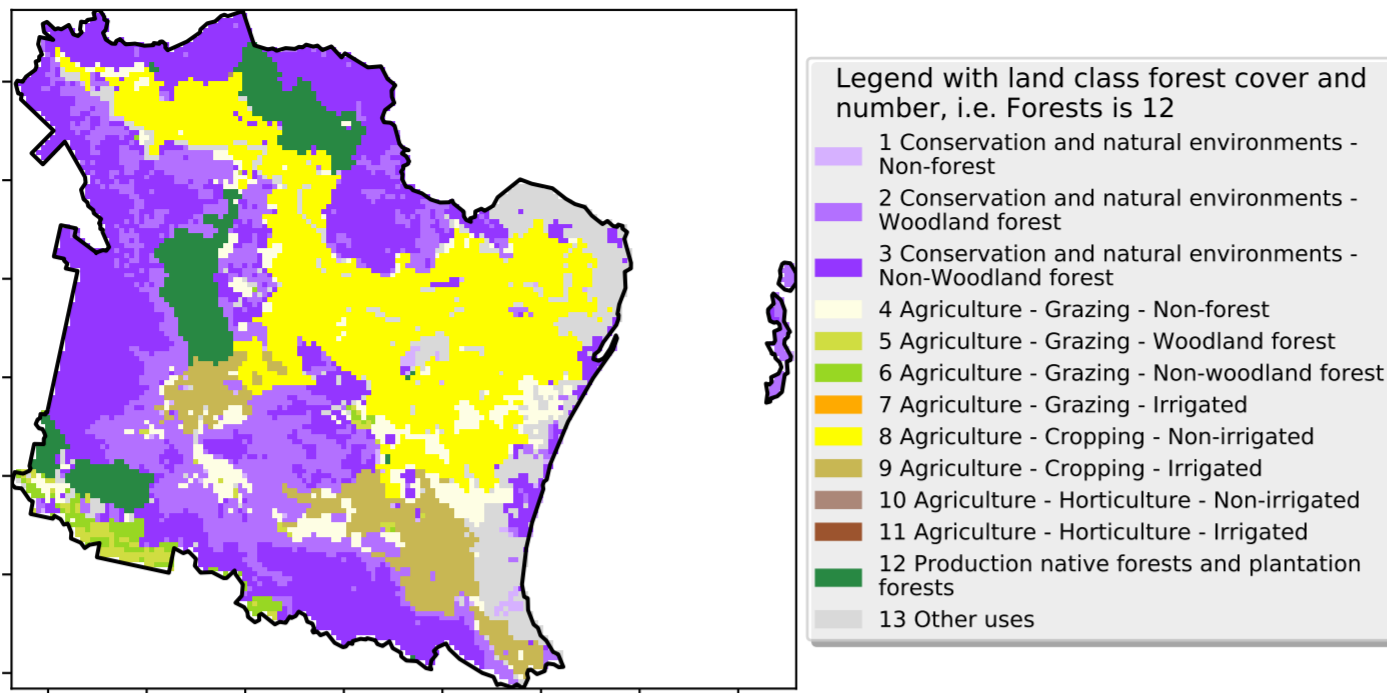 Legend with land class forest cover and
number, i.e. Forests is 12
1 Conservation and natural environments -
Non-forest
2 Conservation and natural environments -
Woodland forest
3 Conservation and natural environments -
Non-Woodland forest
4 Agriculture - Grazing - Non-forest
5 Agriculture - Grazing - Woodland forest
6 Agriculture - Grazing - Non-woodland forest
7 Agriculture - Grazing - Irrigated
8 Agriculture - Cropping - Non-irrigated
9 Agriculture - Cropping - Irrigated
10 Agriculture - Horticulture - Non-irrigated
11 Agriculture - Horticulture - Irrigated
12 Production native forests and plantation
forests
13 Other uses